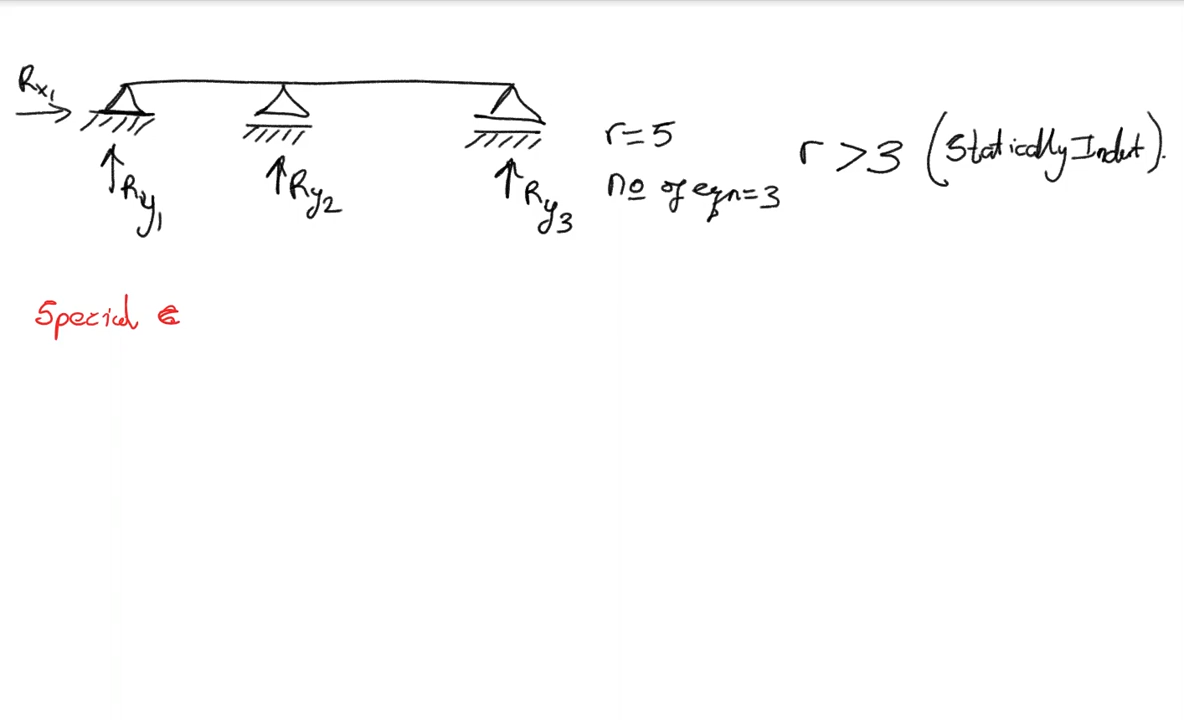 Rx1
Ry1
Ry2
Ry3
r=5
no of eqn=3
r>3 (Statically Indet).
Special